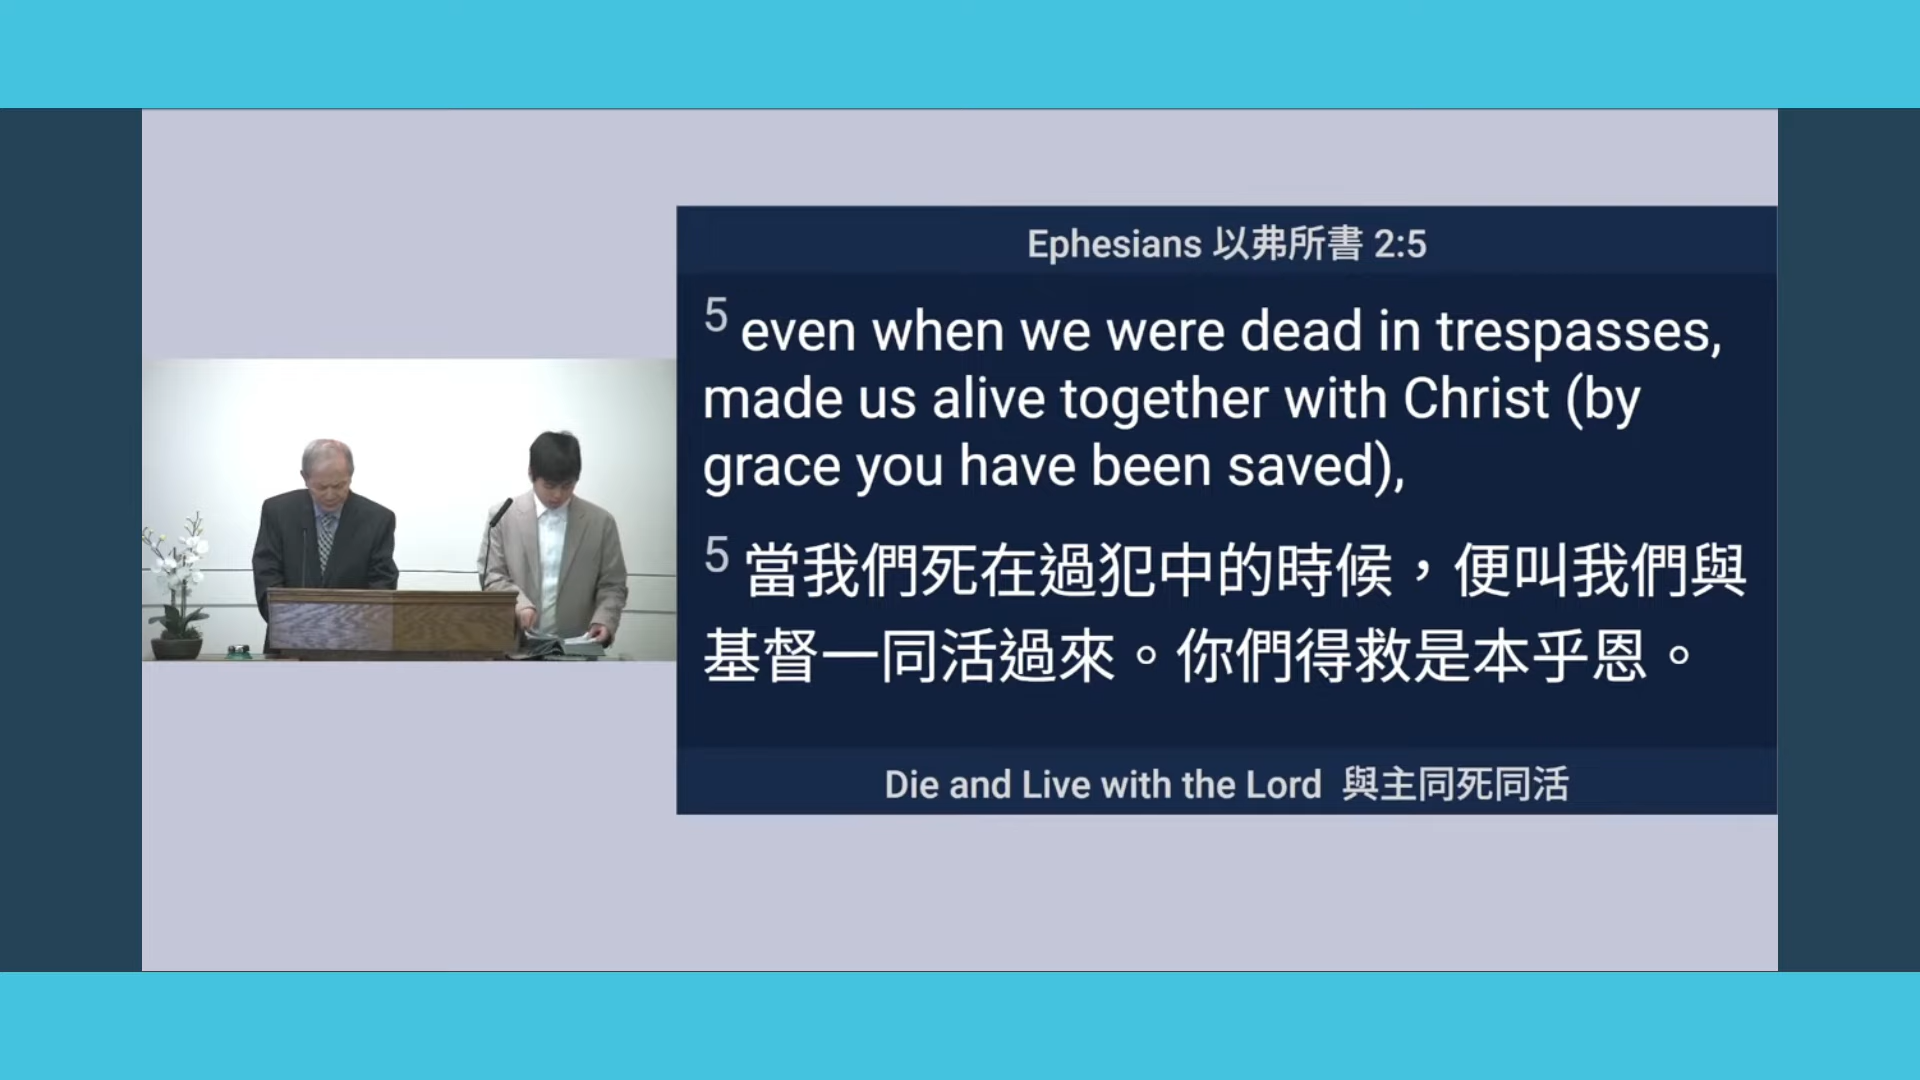 Ephesians 以弗所書 2:5
5 even when we were dead in trespasses,
made us alive together with Christ (by
grace you have been saved),
5 當我們死在過犯中的時候，便叫我們與
基督一同活過來。你們得救是本乎恩。
Die and Live with the Lord 與主同死同活